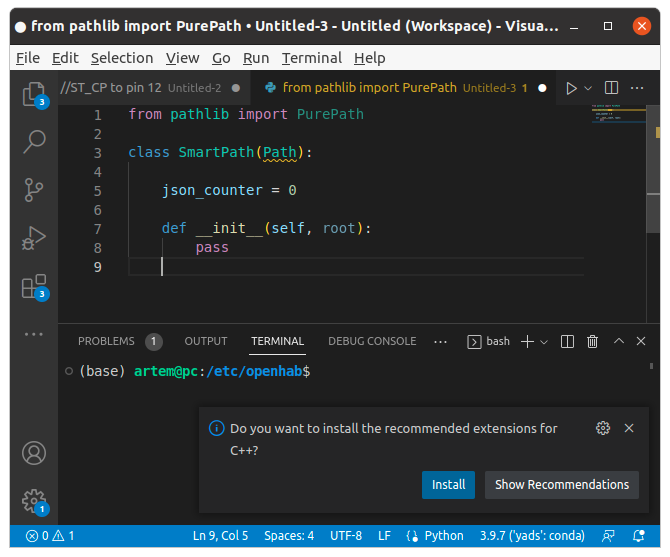 from pathlib import PurePath • Untitled-3 - Untitled (Workspace) - Visua...
File Edit Selection View Go Run Terminal Help
//ST_CP to pin 12 Untitled-2
from pathlib import PurePath Untitled-3 1
1 from pathlib import PurePath
2
3 class SmartPath(Path):
4
5 json_counter = 0
6
7 def __init__(self, root):
8 pass
9
3
3
PROBLEMS 1 OUTPUT TERMINAL DEBUG CONSOLE ··· bash
(base) artem@pc:/etc/openhab$
Do you want to install the recommended extensions for
C++?
Install Show Recommendations
1
0 1 Ln 9, Col 5 Spaces: 4 UTF-8 LF Python 3.9.7 ('yads': conda)